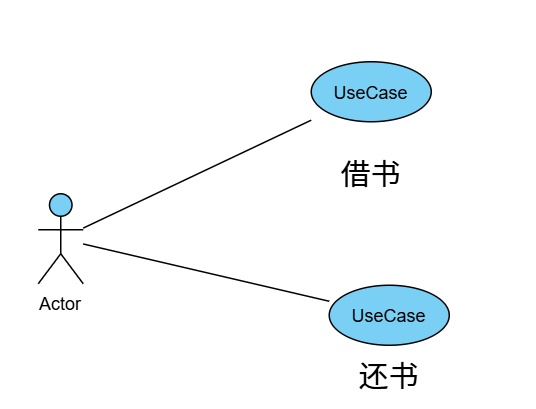 UseCase
借书
Actor
UseCase
还书